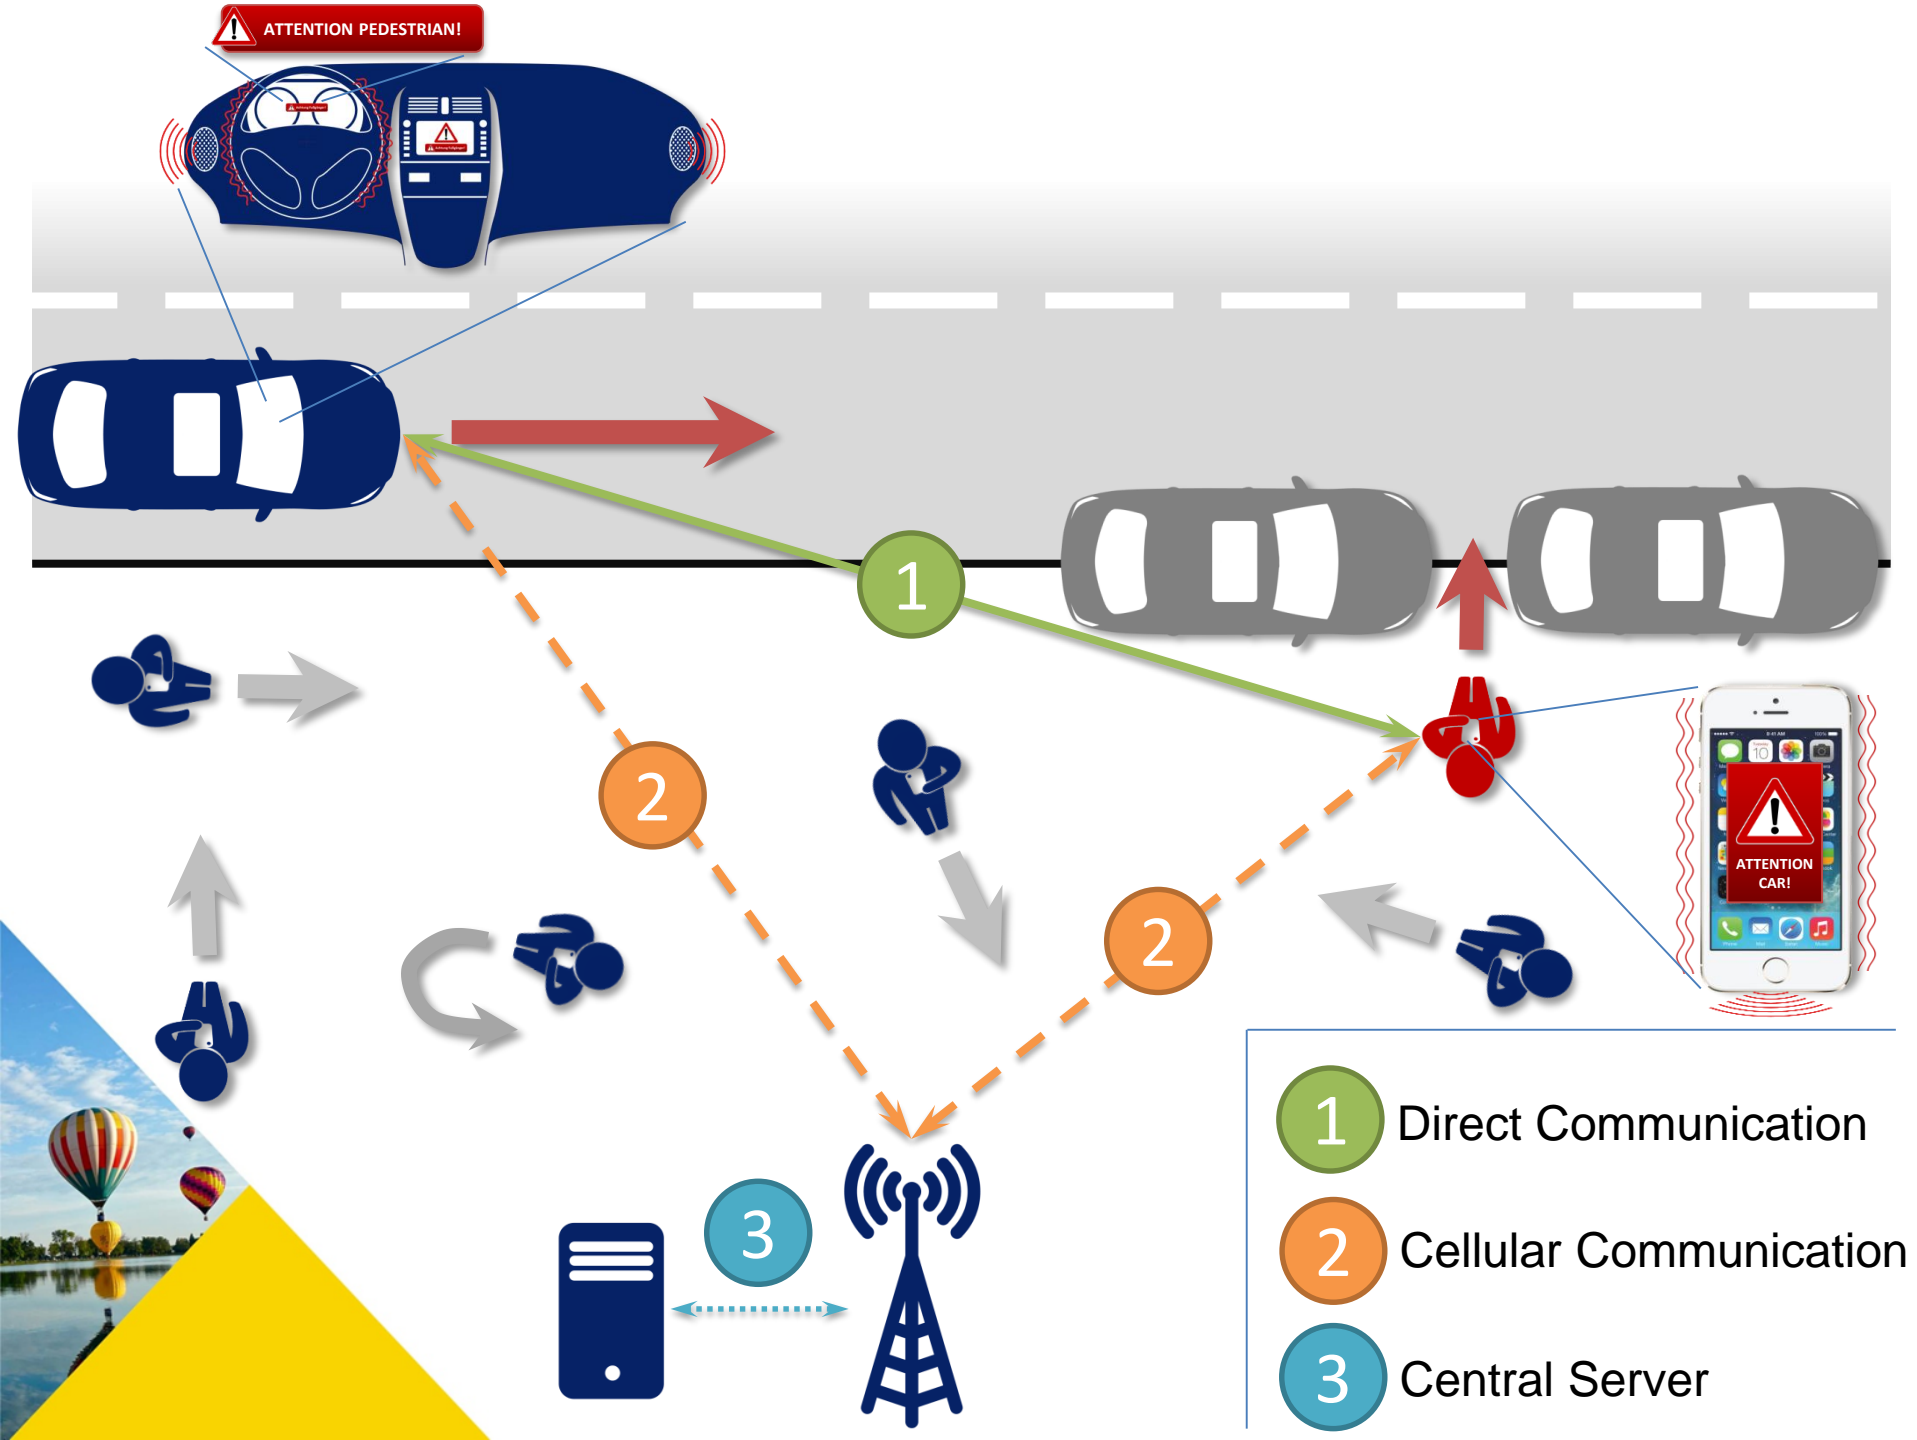 ATTENTION PEDESTRIAN!
1
2
2
ATTENTION
CAR!
3
1 Direct Communication
2 Cellular Communication
3 Central Server